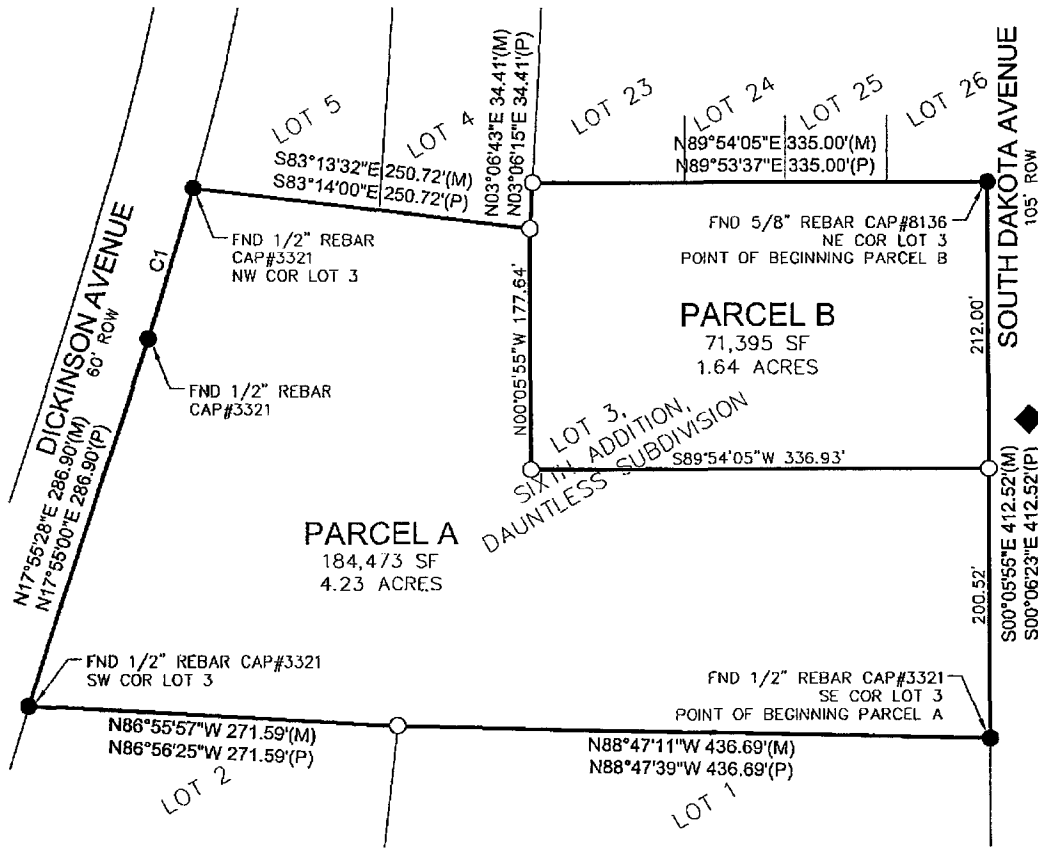 LOT 5
LOT 4
N03°06'43"E 34.41'(M)
N03°06'15"E 34.41'(P)
LOT 23
LOT 24
LOT 25
LOT 26
SOUTH DAKOTA AVENUE
105' ROW
S83°13'32"E 250.72'(M)
S83°14'00"E 250.72'(P)
N89°54'05"E 335.00'(M)
N89°53'37"E 335.00'(P)
FND 1/2" REBAR
CAP#3321
NW COR LOT 3
FND 5/8" REBAR CAP#8136
NE COR LOT 3
POINT OF BEGINNING PARCEL B
DICKINSON AVENUE
60' ROW
C1
N00°05'55"W 177.64'
PARCEL B
71,395 SF
1.64 ACRES
212.00'
FND 1/2" REBAR
CAP#3321
LOT 3,
SIXTH ADDITION,
DAUNTLESS SUBDIVISION
S89°54'05"W 336.93'
N17°55'28"E 286.90'(M)
N17°55'00"E 286.90'(P)
PARCEL A
184,473 SF
4.23 ACRES
200.52'
S00°05'55"E 412.52'(M)
S00°06'23"E 412.52'(P)
FND 1/2" REBAR CAP#3321
SW COR LOT 3
FND 1/2" REBAR CAP#3321
SE COR LOT 3
POINT OF BEGINNING PARCEL A
N86°55'57"W 271.59'(M)
N86°56'25"W 271.59'(P)
N88°47'11"W 436.69'(M)
N88°47'39"W 436.69'(P)
LOT 2
LOT 1